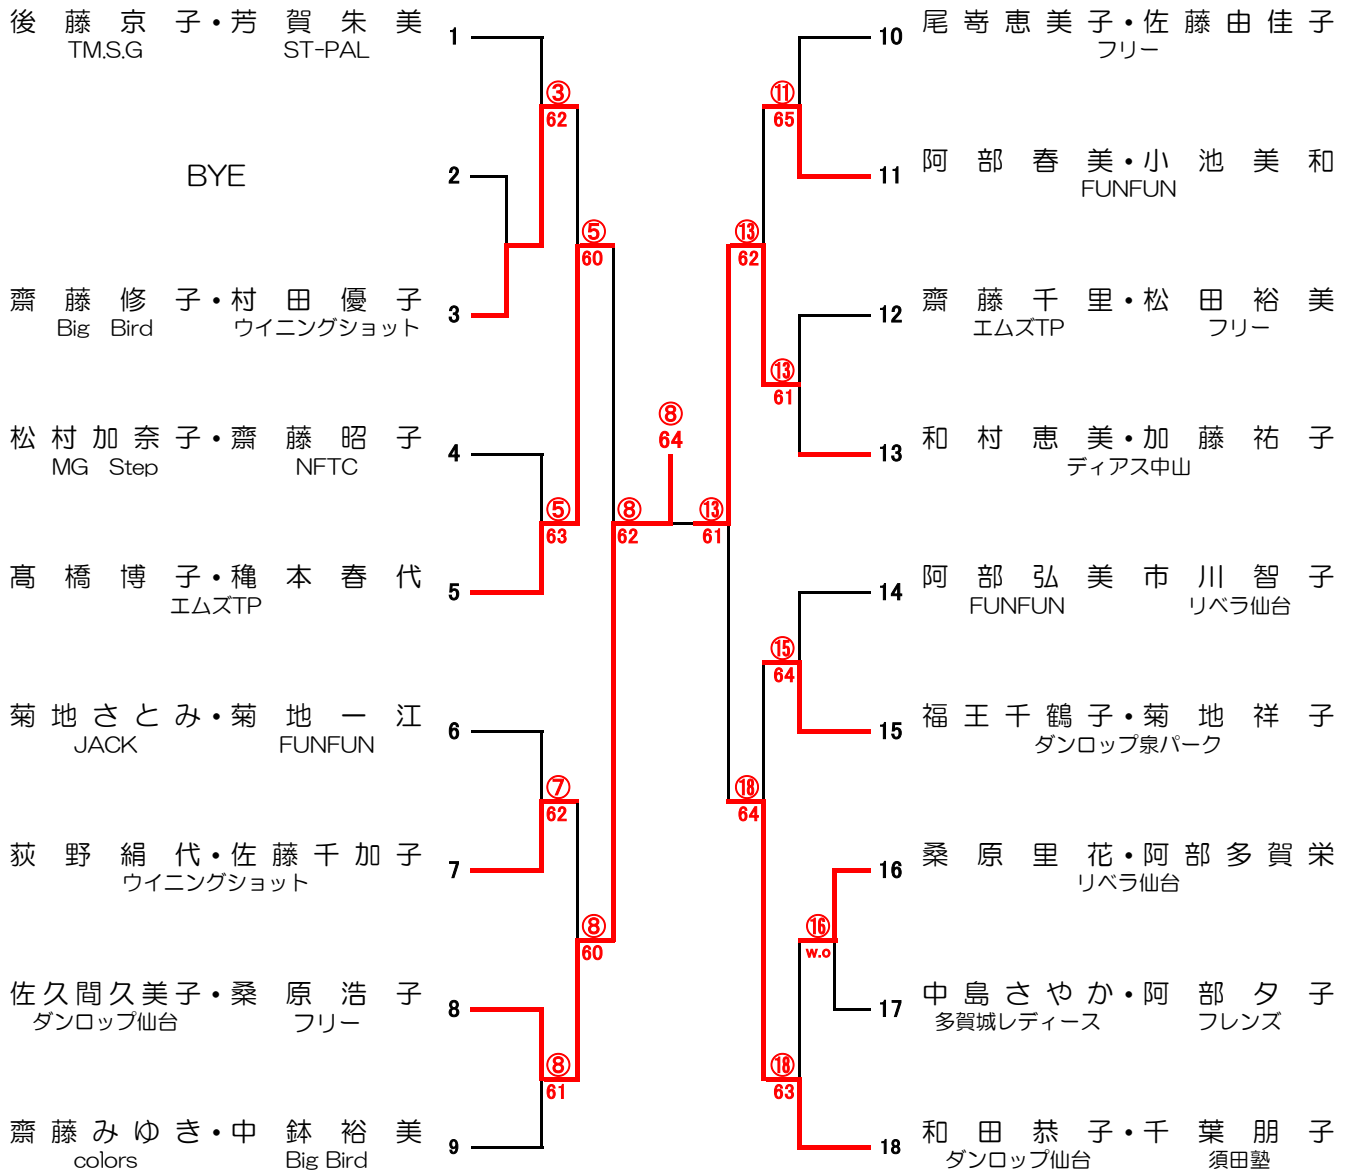 後藤京子・芳賀朱美 1
TM.S.G ST-PAL
BYE 2
齋藤修子・村田優子 3
Big Bird ウイニングショット
松村加奈子・齋藤昭子 4
MG Step NFTC
髙橋博子・穐本春代 5
エムズTP
菊地さとみ・菊地一江 6
JACK FUNFUN
荻野絹代・佐藤千加子 7
ウイニングショット
佐久間久美子・桑原浩子 8
ダンロップ仙台 フリー
齋藤みゆき・中鉢裕美 9
colors Big Bird
③
62
⑤
63
⑦
62
⑧
61
⑤
60
⑧
60
⑧
62
⑧
64
⑬
61
⑬
62
⑱
64
⑪
65
⑬
61
⑮
64
⑯
w.o
⑱
63
10 尾嵜恵美子・佐藤由佳子
フリー
11 阿部春美・小池美和
FUNFUN
12 齋藤千里・松田裕美
エムズTP フリー
13 和村恵美・加藤祐子
ディアス中山
14 阿部弘美市川智子
FUNFUN リベラ仙台
15 福王千鶴子・菊地祥子
ダンロップ泉パーク
16 桑原里花・阿部多賀栄
リベラ仙台
17 中島さやか・阿部夕子
多賀城レディース フレンズ
18 和田恭子・千葉朋子
ダンロップ仙台 須田塾